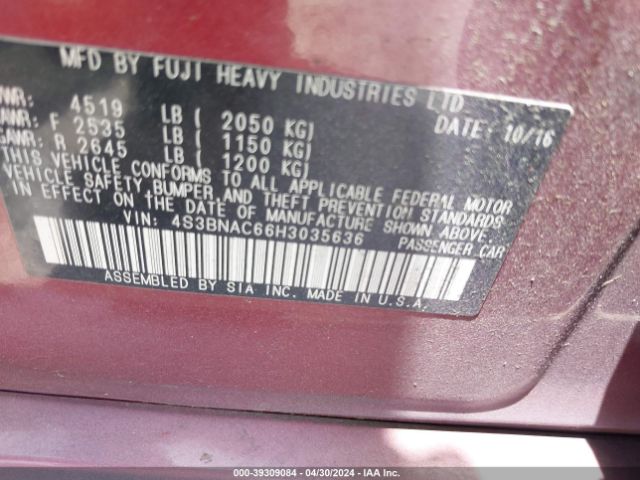 MFD BY FUJI HEAVY INDUSTRIES LTD
DATE: 10/16
VWR: 4519 LB ( 2050 KG)
AWR: F 2535 LB ( 1150 KG)
AWR: R 2645 LB ( 1200 KG)
THIS VEHICLE CONFORMS TO ALL APPLICABLE FEDERAL MOTOR
VEHICLE SAFETY, BUMPER, AND THEFT PREVENTION STANDARDS
IN EFFECT ON THE DATE OF MANUFACTURE SHOWN ABOVE.
VIN: 4S3BNAC66H3035636 PASSENGER CAR
ASSEMBLED BY SIA INC. MADE IN U.S.A.
000-39309084 - 04/30/2024 - IAA Inc.